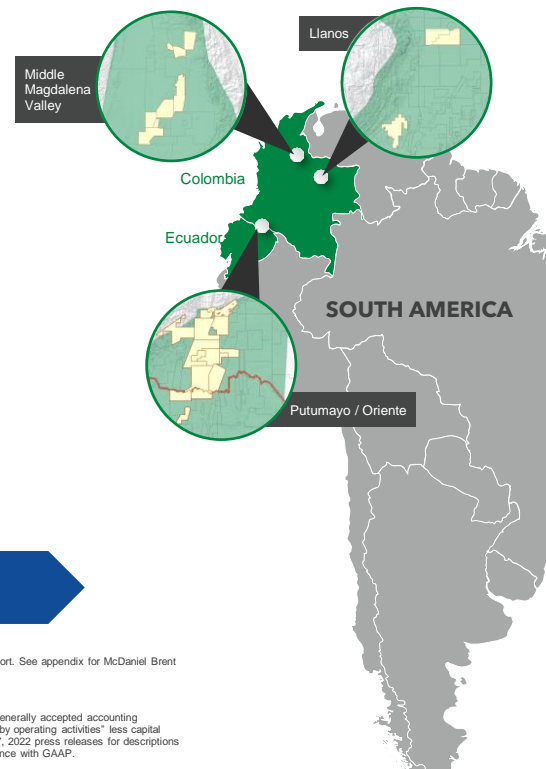 Llanos
Middle
Magdalena
Valley
Colombia
Ecuador
SOUTH AMERICA
Putumayo / Oriente
ort. See appendix for McDaniel Brent
enerally accepted accounting
by operating activities” less capital
, 2022 press releases for descriptions
nce with GAAP.